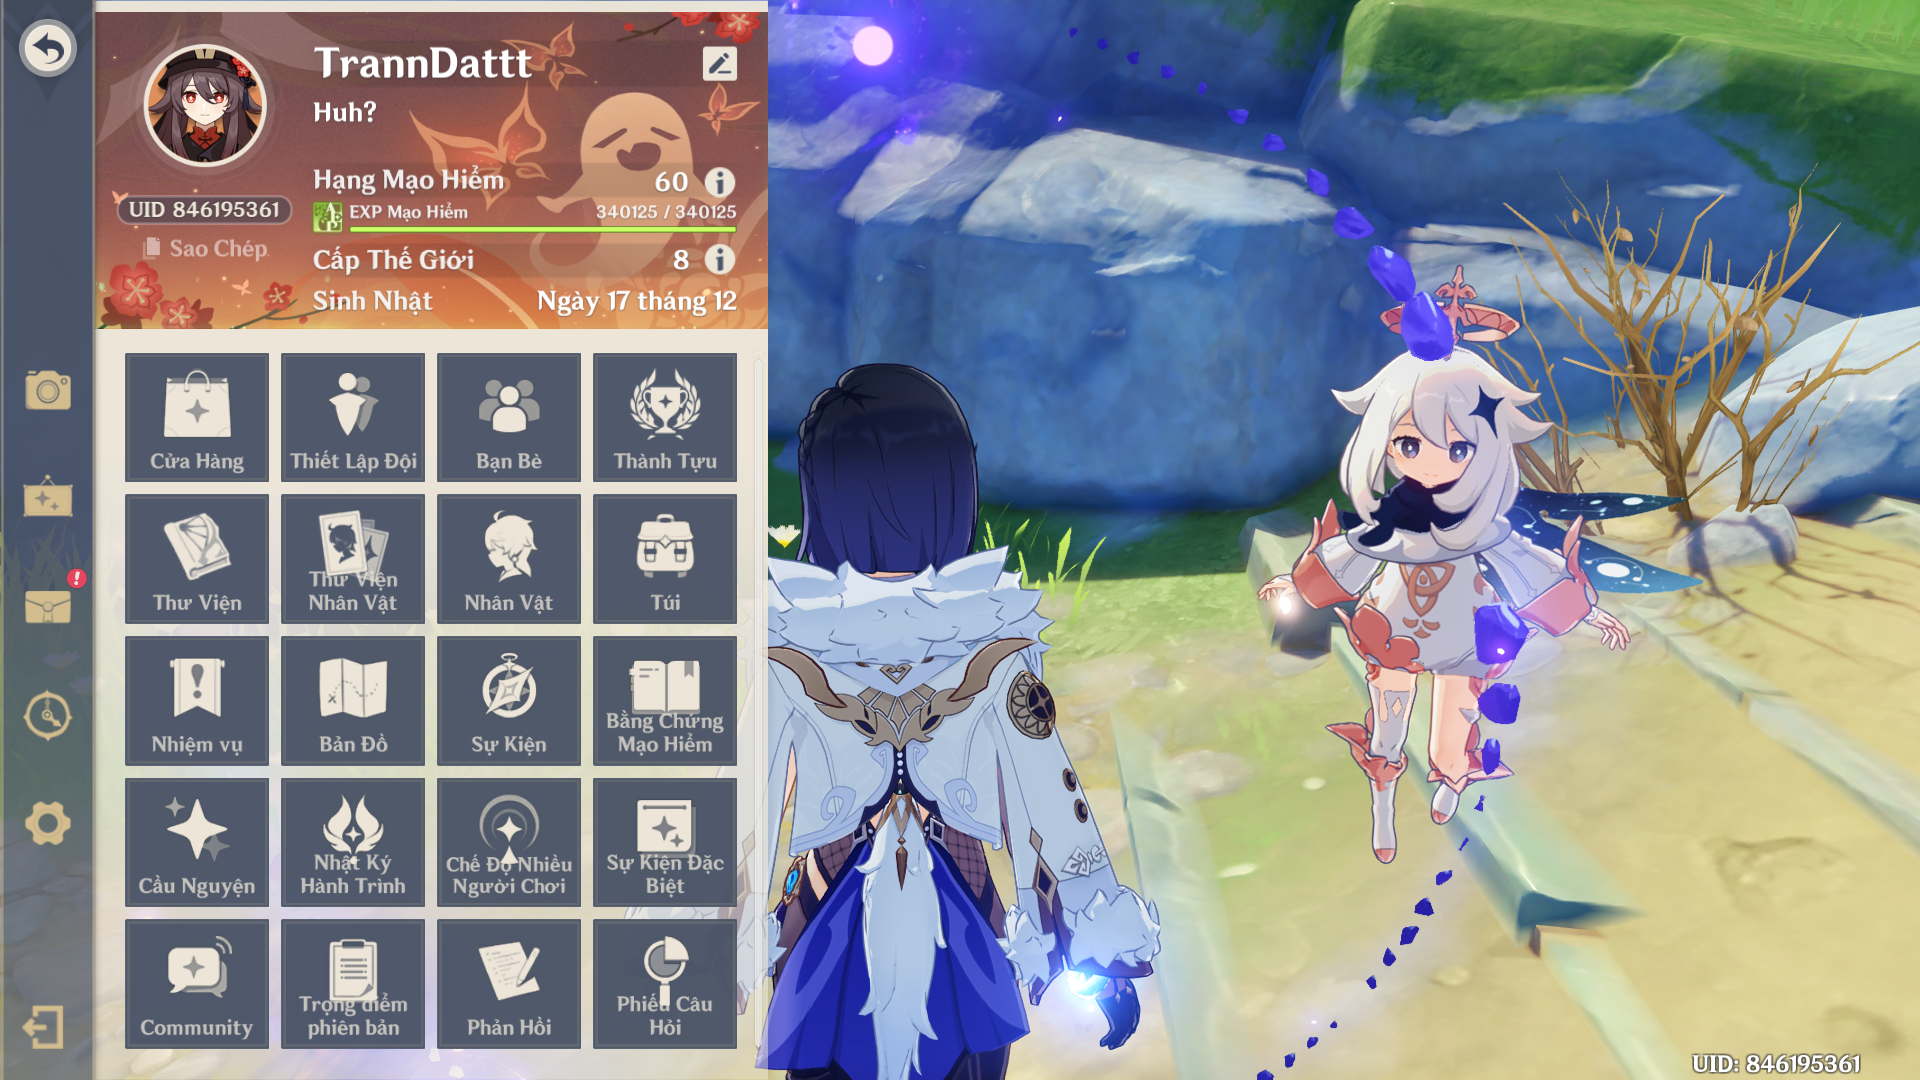 TrannDattt
Huh?
Hạng Mạo Hiểm 60
EXP Mạo Hiểm 340125 / 340125
UID 846195361
Sao Chép
Cấp Thế Giới 8
Sinh Nhật Ngày 17 tháng 12
Cửa Hàng
Thiết Lập Đội
Bạn Bè
Thành Tựu
Thư Viện
Thư Viện
Nhân Vật
Nhân Vật
Túi
Nhiệm vụ
Bản Đồ
Sự Kiện
Bằng Chứng
Mạo Hiểm
Cầu Nguyện
Nhật Ký
Hành Trình
Chế Độ Nhiều
Người Chơi
Sự Kiện Đặc
Biệt
Community
Trọng điểm
phiên bản
Phản Hồi
Phiếu Câu
Hỏi
UID: 846195361